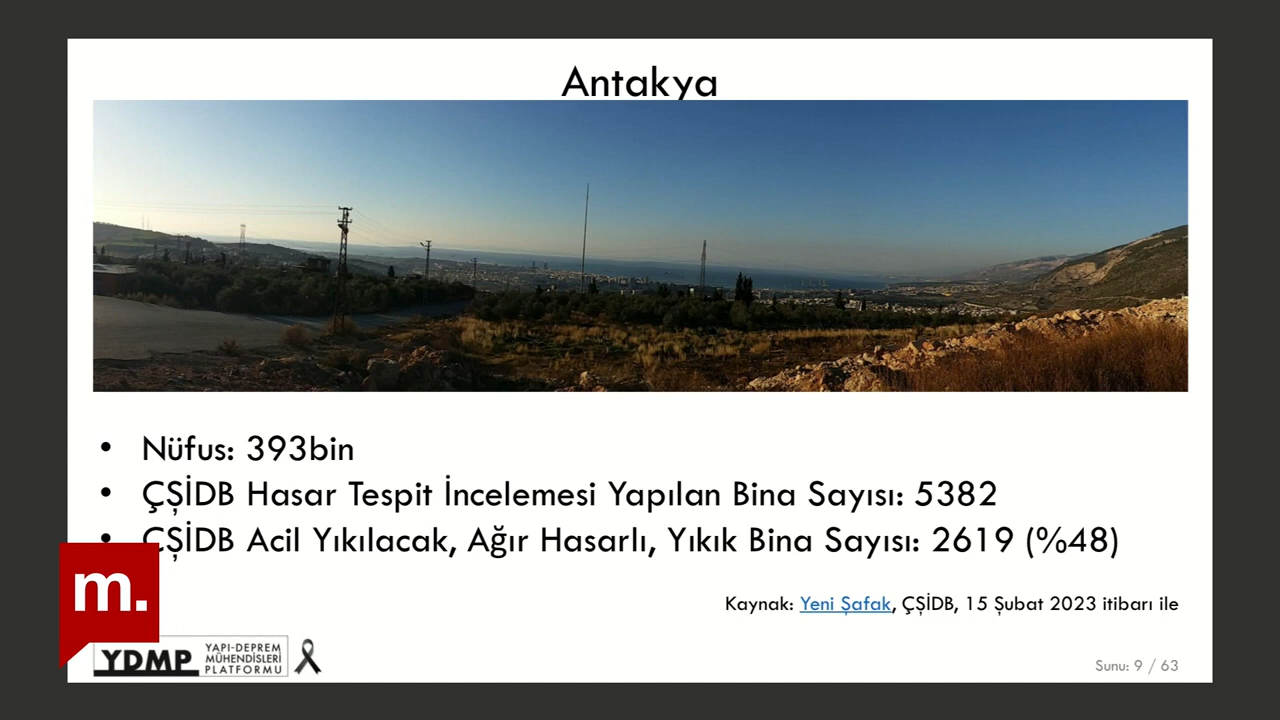 Antakya
• Nüfus: 393bin
• ÇŞİDB Hasar Tespit İncelemesi Yapılan Bina Sayısı: 5382
• ÇŞİDB Acil Yıkılacak, Ağır Hasarlı, Yıkık Bina Sayısı: 2619 (%48)
Kaynak: Yeni Şafak, ÇŞİDB, 15 Şubat 2023 itibarı ile
m.
YDMP
YAPI-DEPREM
MÜHENDİSLERİ
PLATFORMU
Sunu: 9 / 63